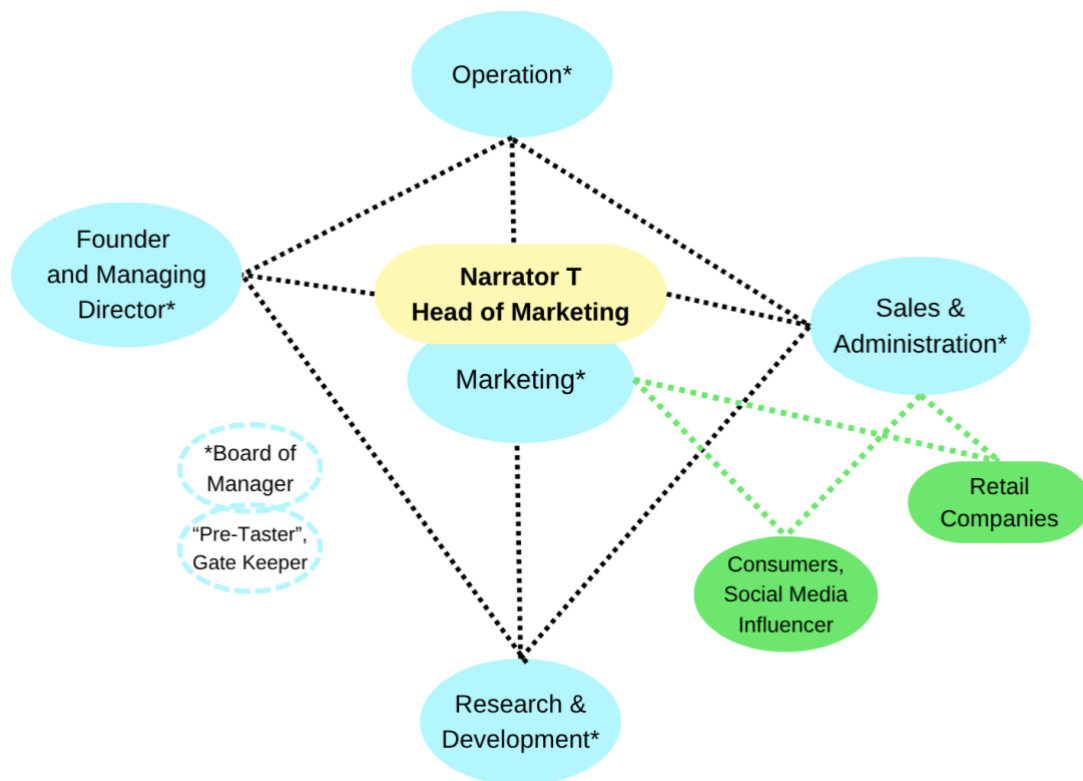 Operation*
Founder
and Managing
Director*
Narrator T
Head of Marketing
Marketing*
Sales &
Administration*
*Board of
Manager
“Pre-Taster”,
Gate Keeper
Retail
Companies
Consumers,
Social Media
Influencer
Research &
Development*